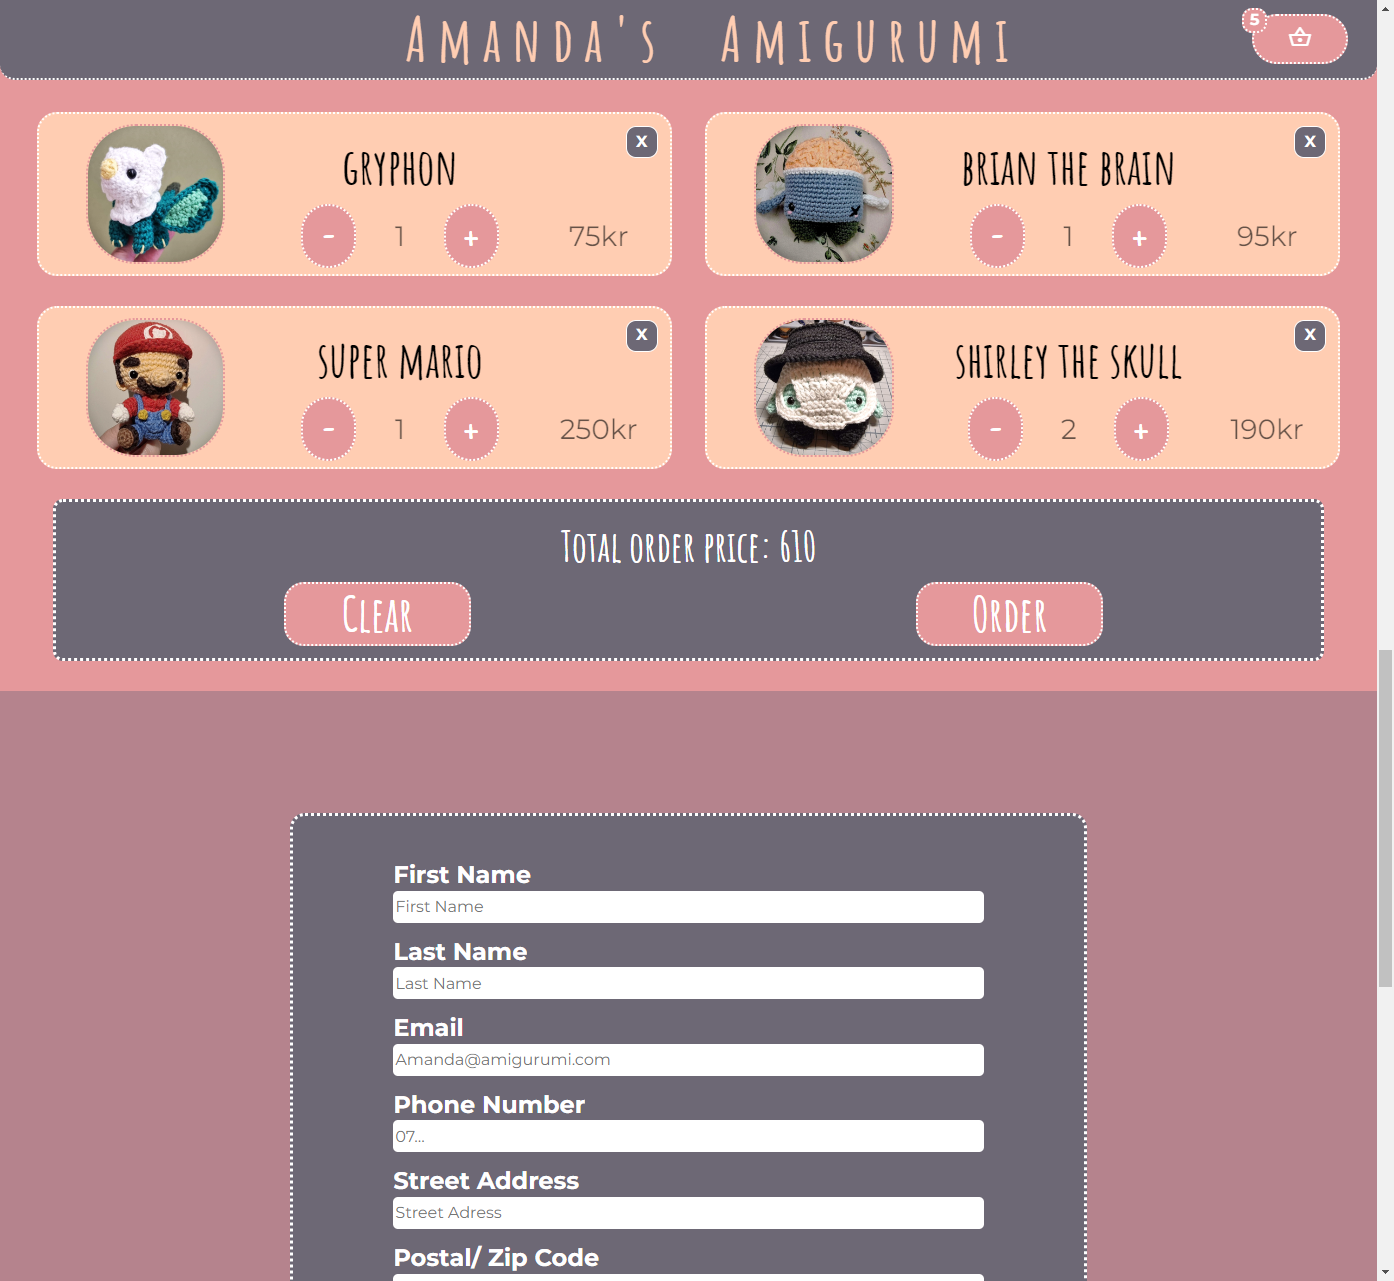 Amanda's Amigurumi
5
Gryphon
X
- 1 + 75kr
Brian the Brain
X
- 1 + 95kr
Super Mario
X
- 1 + 250kr
Shirley the Skull
X
- 2 + 190kr
Total order price: 610
Clear
Order
First Name
First Name
Last Name
Last Name
Email
Amanda@amigurumi.com
Phone Number
07...
Street Address
Street Adress
Postal/ Zip Code